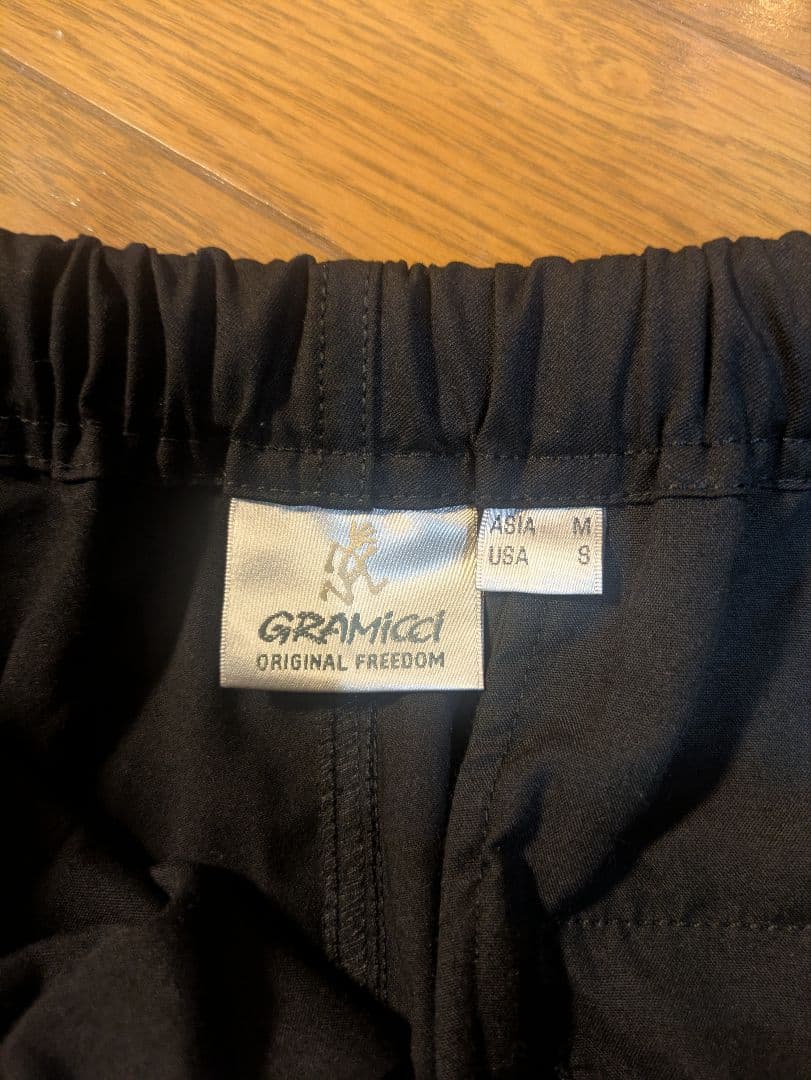 GRAMiCCi
ORIGINAL FREEDOM
ASIA M
USA S